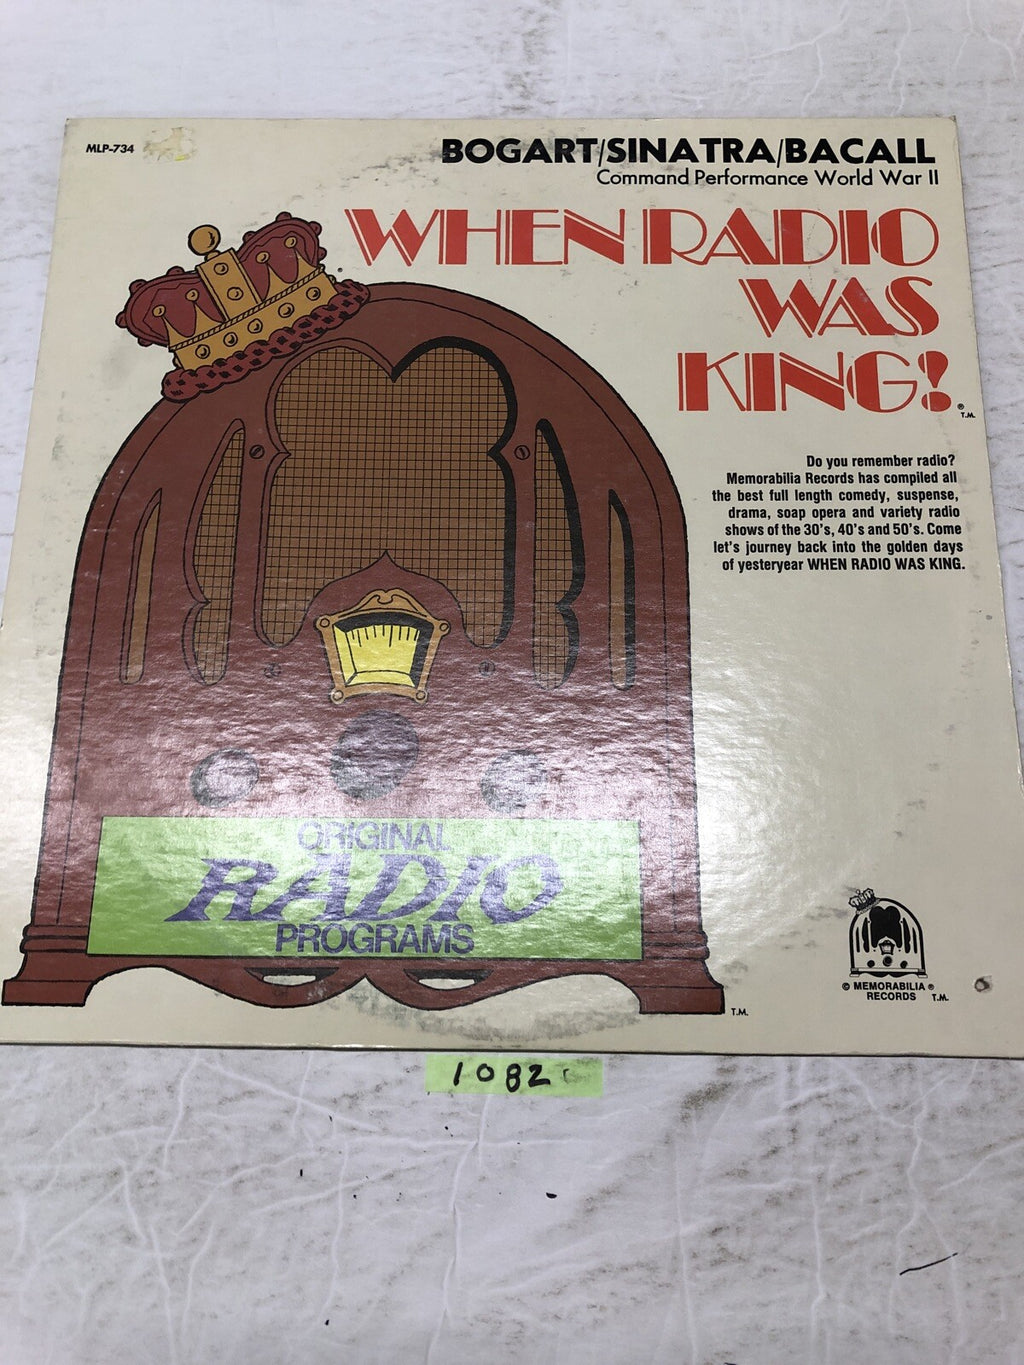 MLP-734
BOGART/SINATRA/BACALL
Command Performance World War II
WHEN RADIO
WAS
KING!
®
T.M.
Do you remember radio?
Memorabilia Records has compiled all
the best full length comedy, suspense,
drama, soap opera and variety radio
shows of the 30's, 40's and 50's. Come
let's journey back into the golden days
of yesteryear WHEN RADIO WAS KING.
ORIGINAL
RADIO
PROGRAMS
© MEMORABILIA ®
RECORDS T.M.
T.M.
1082